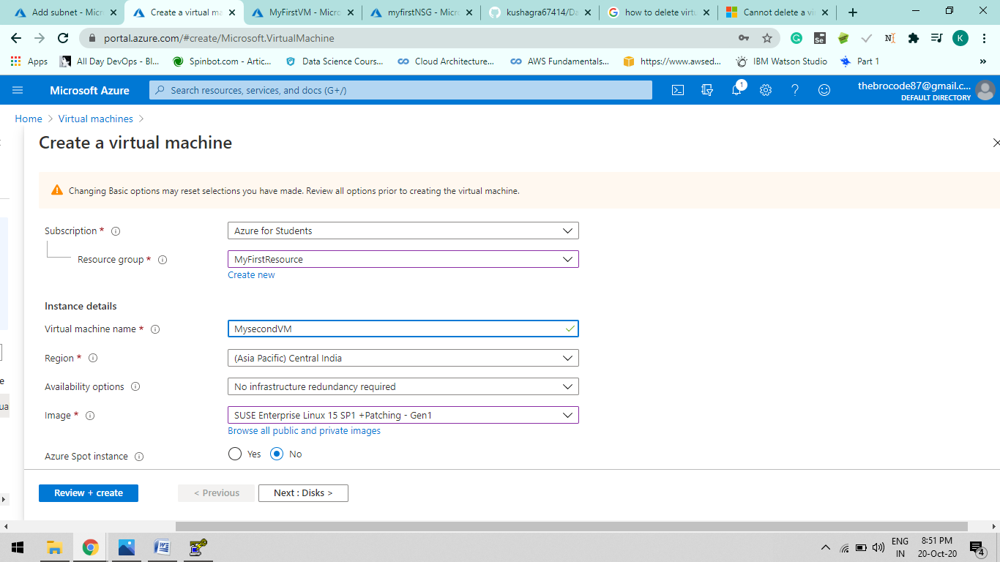 Add subnet - Micr
Create a virtual ma
MyFirstVM - Micro
myfirstNSG - Micro
kushagra67414/Da
how to delete virtu
Cannot delete a vi
portal.azure.com/#create/Microsoft.VirtualMachine
K
Apps
All Day DevOps - Bl...
Spinbot.com - Artic...
Data Science Cours...
Cloud Architecture...
AWS Fundamentals...
https://www.awsed...
IBM Watson Studio
Part 1
»
Microsoft Azure
Search resources, services, and docs (G+/)
1
thebrocode87@gmail.c...
DEFAULT DIRECTORY
Home > Virtual machines >
Create a virtual machine
Changing Basic options may reset selections you have made. Review all options prior to creating the virtual machine.
Subscription *
Azure for Students
Resource group *
MyFirstResource
Create new
Instance details
Virtual machine name *
MysecondVM
Region *
(Asia Pacific) Central India
Availability options
No infrastructure redundancy required
Image *
SUSE Enterprise Linux 15 SP1 +Patching - Gen1
Browse all public and private images
Azure Spot instance
Yes
No
Review + create
< Previous
Next : Disks >
ENG
IN
8:51 PM
20-Oct-20
4